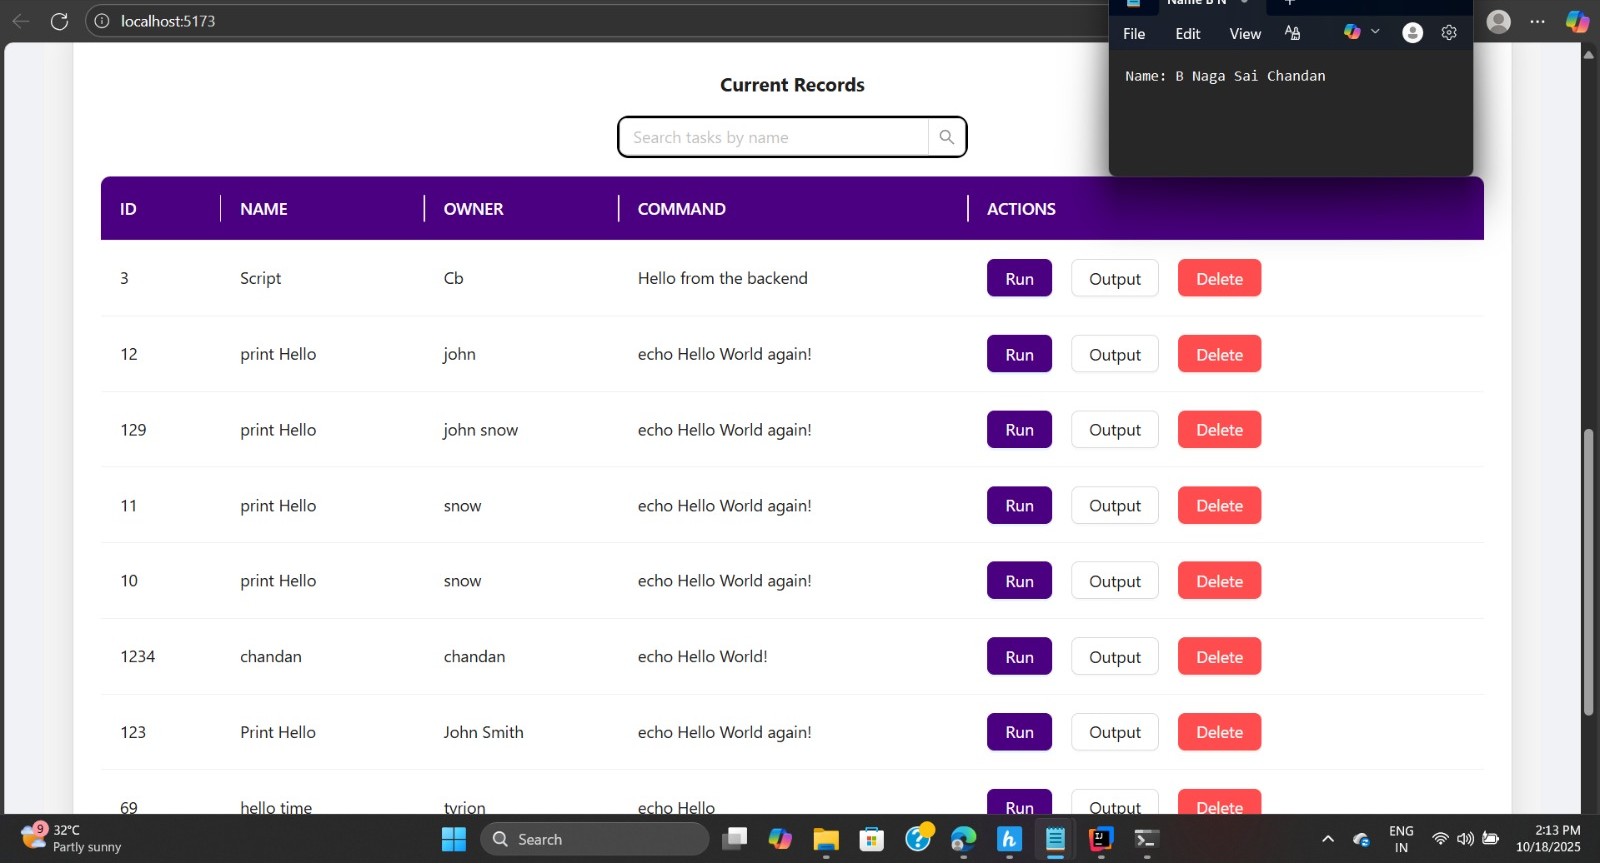 localhost:5173
Name B N
File Edit View
Name: B Naga Sai Chandan
Current Records
Search tasks by name
ID NAME OWNER COMMAND ACTIONS
3 Script Cb Hello from the backend Run Output Delete
12 print Hello john echo Hello World again! Run Output Delete
129 print Hello john snow echo Hello World again! Run Output Delete
11 print Hello snow echo Hello World again! Run Output Delete
10 print Hello snow echo Hello World again! Run Output Delete
1234 chandan chandan echo Hello World! Run Output Delete
123 Print Hello John Smith echo Hello World again! Run Output Delete
69 hello time tyrion echo Hello Run Output Delete
9 32°C
Partly sunny
Search
ENG
IN
2:13 PM
10/18/2025